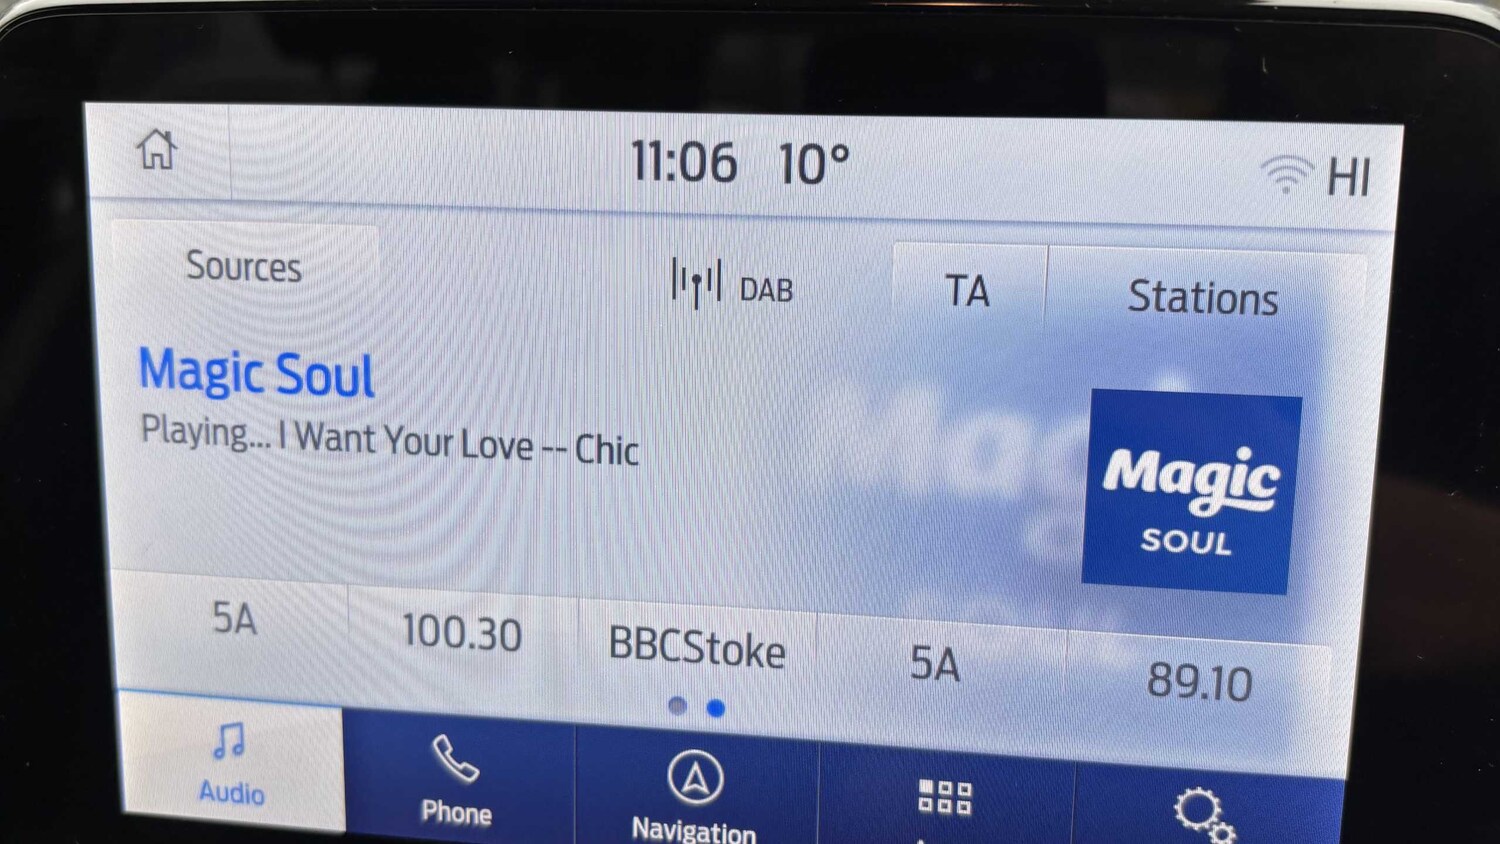 11:06 10° HI
Sources DAB TA Stations
Magic Soul
Playing... I Want Your Love -- Chic
Magic
SOUL
5A 100.30 BBCStoke 5A 89.10
Audio Phone Navigation